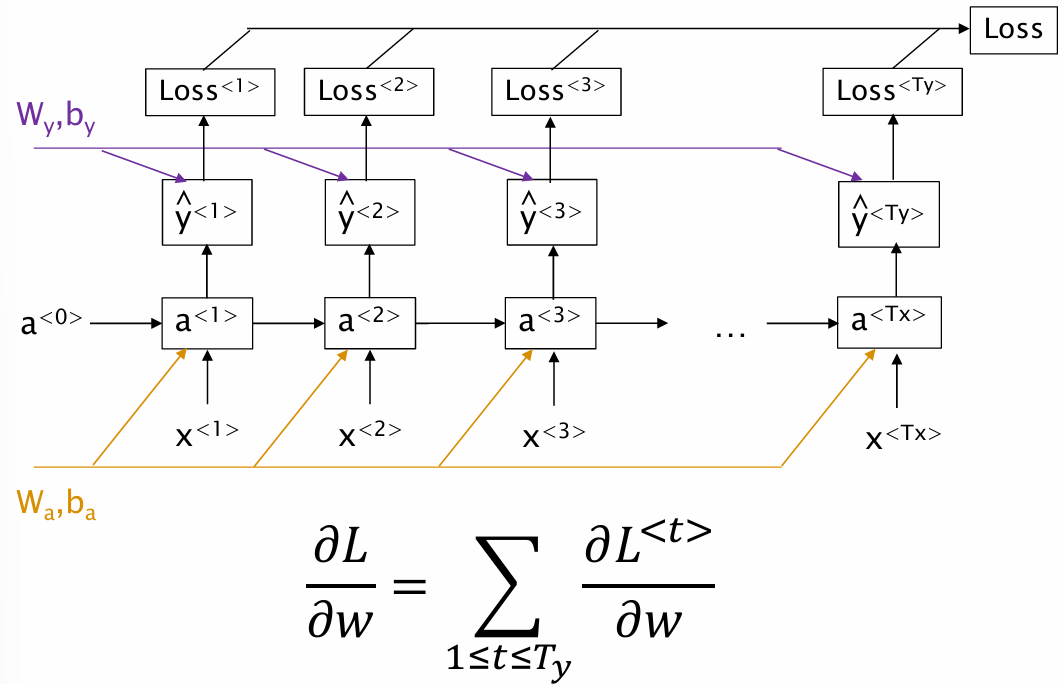 Loss
Loss<1> Loss<2> Loss<3> Loss<Ty>
Wy,by
ŷ<1> ŷ<2> ŷ<3> ŷ<Ty>
a<0> a<1> a<2> a<3> ... a<Tx>
x<1> x<2> x<3> x<Tx>
Wa,ba
∂L/∂w = ∑1≤t≤Ty ∂L<t>/∂w